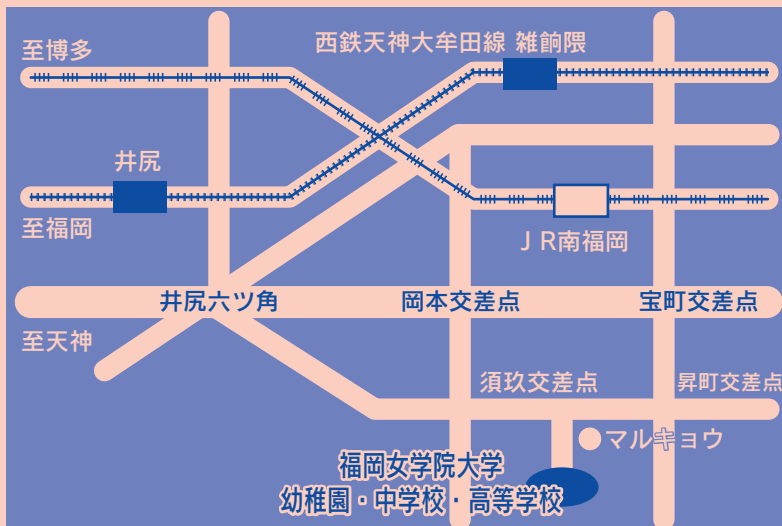 西鉄天神大牟田線 雑餉隈
至博多
井尻
至福岡
ＪＲ南福岡
井尻六ツ角
岡本交差点
宝町交差点
至天神
須玖交差点
昇町交差点
マルキョウ
福岡女学院大学
幼稚園・中学校・高等学校